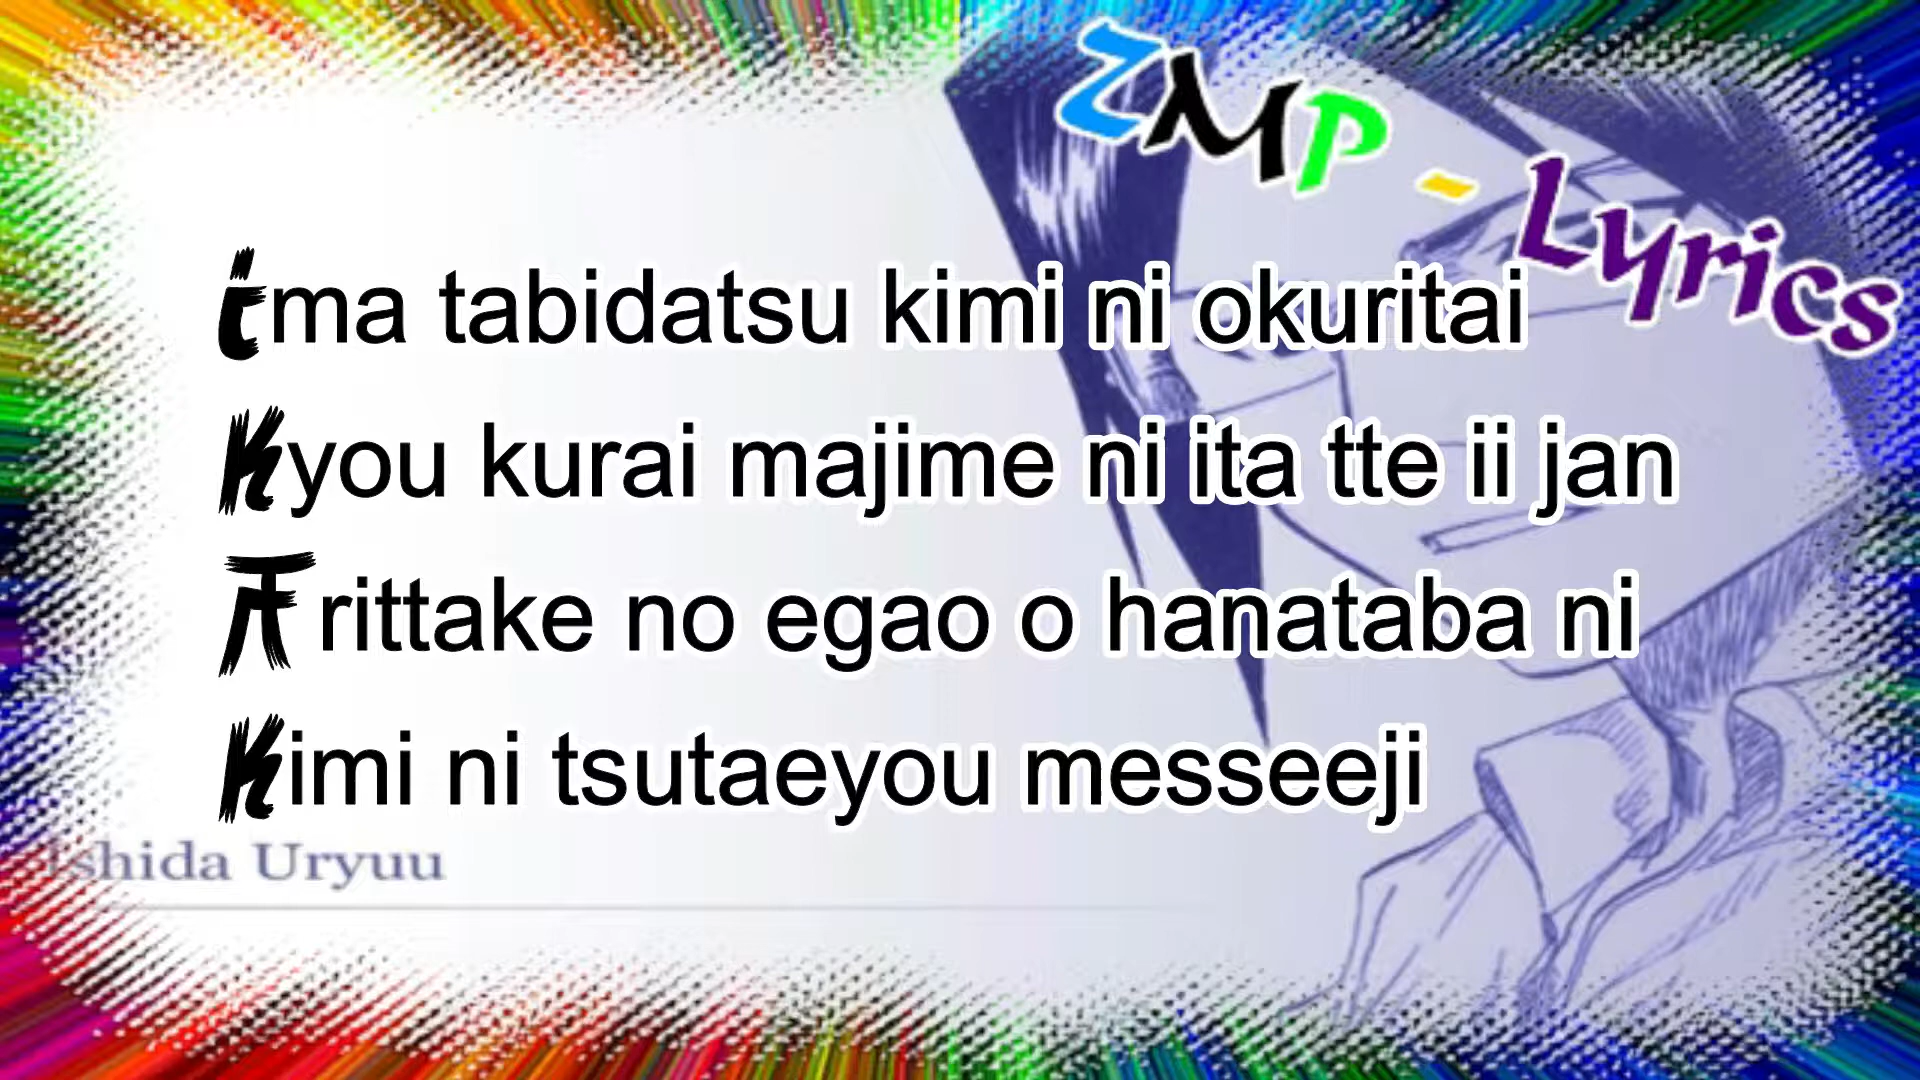 ZMP - Lyrics
ima tabidatsu kimi ni okuritai
Kyou kurai majime ni ita tte ii jan
Arittake no egao o hanataba ni
Kimi ni tsutaeyou messeeji
Ishida Uryuu